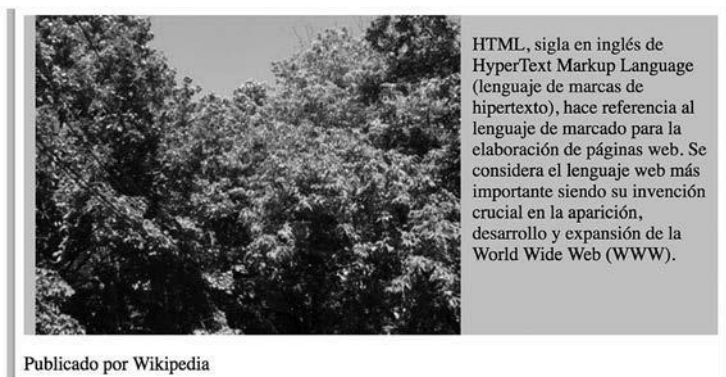 HTML, sigla en inglés de
HyperText Markup Language
(lenguaje de marcas de
hipertexto), hace referencia al
lenguaje de marcado para la
elaboración de páginas web. Se
considera el lenguaje web más
importante siendo su invención
crucial en la aparición,
desarrollo y expansión de la
World Wide Web (WWW).
Publicado por Wikipedia